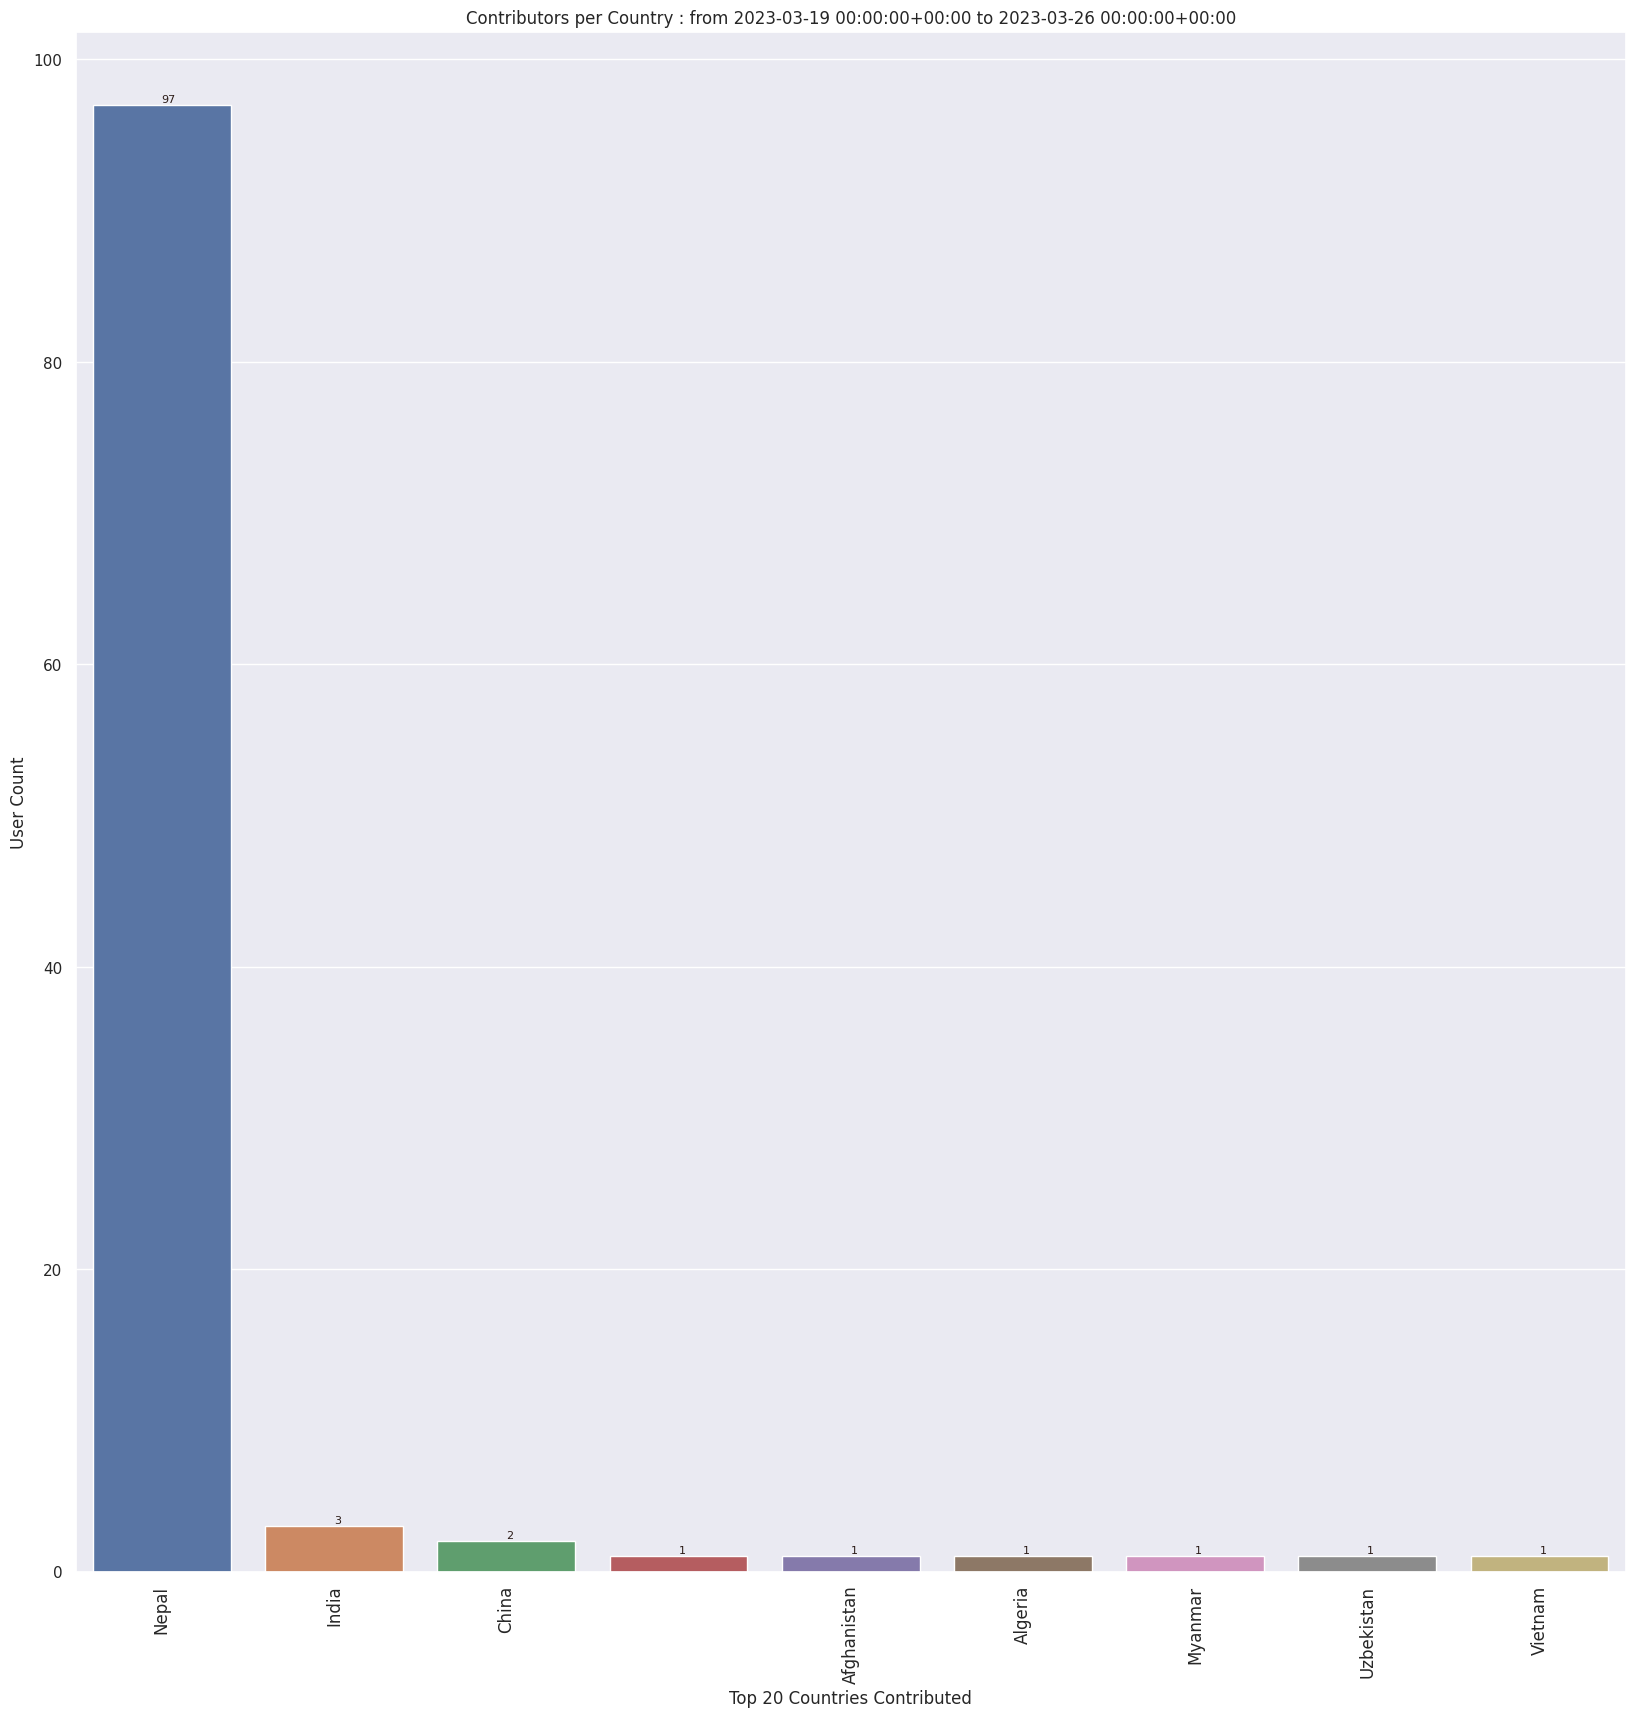 Contributors per Country : from 2023-03-19 00:00:00+00:00 to 2023-03-26 00:00:00+00:00
100
80
60
40
20
0
User Count
97
3
2
1
1
1
1
1
1
Nepal
India
China
Afghanistan
Algeria
Myanmar
Uzbekistan
Vietnam
Top 20 Countries Contributed